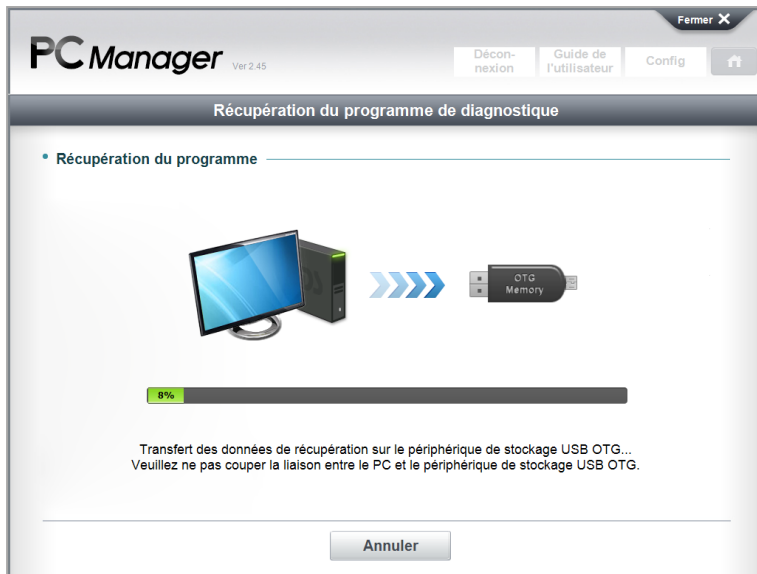 Fermer X
PC Manager Ver 2.45
Décon-
nexion
Guide de
l'utilisateur
Config
Récupération du programme de diagnostique
• Récupération du programme
OTG
Memory
8%
Transfert des données de récupération sur le périphérique de stockage USB OTG...
Veuillez ne pas couper la liaison entre le PC et le périphérique de stockage USB OTG.
Annuler